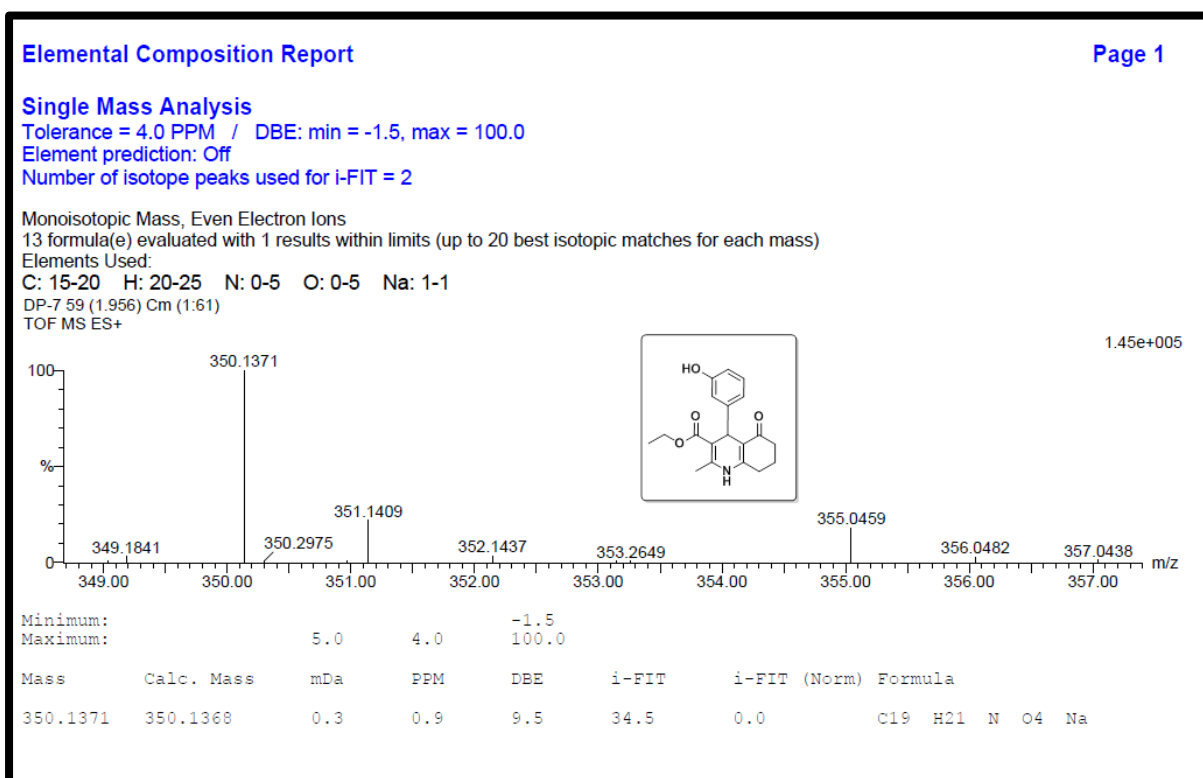 Elemental Composition Report Page 1
Single Mass Analysis
Tolerance = 4.0 PPM / DBE: min = -1.5, max = 100.0
Element prediction: Off
Number of isotope peaks used for i-FIT = 2
Monoisotopic Mass, Even Electron Ions
13 formula(e) evaluated with 1 results within limits (up to 20 best isotopic matches for each mass)
Elements Used:
C: 15-20 H: 20-25 N: 0-5 O: 0-5 Na: 1-1
DP-7 59 (1.956) Cm (1:61)
TOF MS ES+
1.45e+005
100
350.1371
HO
O
O
O
N
H
%
351.1409
355.0459
349.1841
350.2975
352.1437
353.2649
356.0482
357.0438
0
m/z
349.00 350.00 351.00 352.00 353.00 354.00 355.00 356.00 357.00
Minimum: -1.5
Maximum: 5.0 4.0 100.0
Mass Calc. Mass mDa PPM DBE i-FIT i-FIT (Norm) Formula
350.1371 350.1368 0.3 0.9 9.5 34.5 0.0 C19 H21 N O4 Na